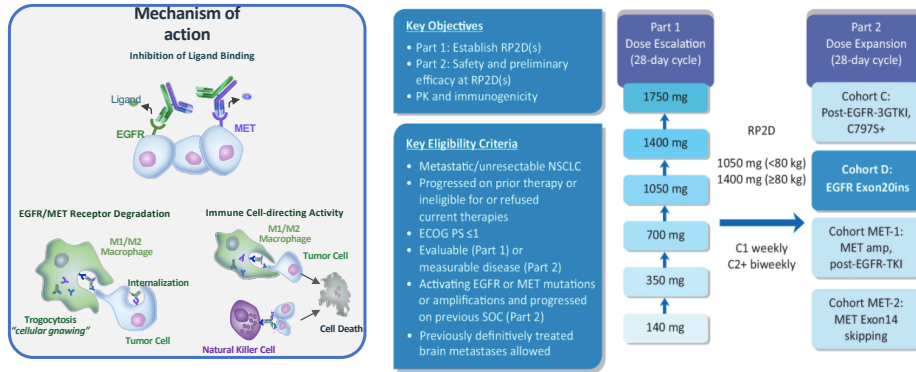 Mechanism of
action
Inhibition of Ligand Binding
Ligand
EGFR
MET
EGFR/MET Receptor Degradation
M1/M2
Macrophage
Internalization
Trogocytosis
"cellular gnawing"
Tumor Cell
Immune Cell-directing Activity
M1/M2
Macrophage
Tumor Cell
Natural Killer Cell
Cell Death
Key Objectives
• Part 1: Establish RP2D(s)
• Part 2: Safety and preliminary
efficacy at RP2D(s)
• PK and immunogenicity
Key Eligibility Criteria
• Metastatic/unresectable NSCLC
• Progressed on prior therapy or
ineligible for or refused
current therapies
• ECOG PS ≤1
• Evaluable (Part 1) or
measurable disease (Part 2)
• Activating EGFR or MET mutations
or amplifications and progressed
on previous SOC (Part 2)
• Previously definitively treated
brain metastases allowed
Part 1
Dose Escalation
(28-day cycle)
1750 mg
1400 mg
1050 mg
700 mg
350 mg
140 mg
RP2D
1050 mg (<80 kg)
1400 mg (≥80 kg)
C1 weekly
C2+ biweekly
Part 2
Dose Expansion
(28-day cycle)
Cohort C:
Post-EGFR-3GTKI,
C797S+
Cohort D:
EGFR Exon20ins
Cohort MET-1:
MET amp,
post-EGFR-TKI
Cohort MET-2:
MET Exon14
skipping